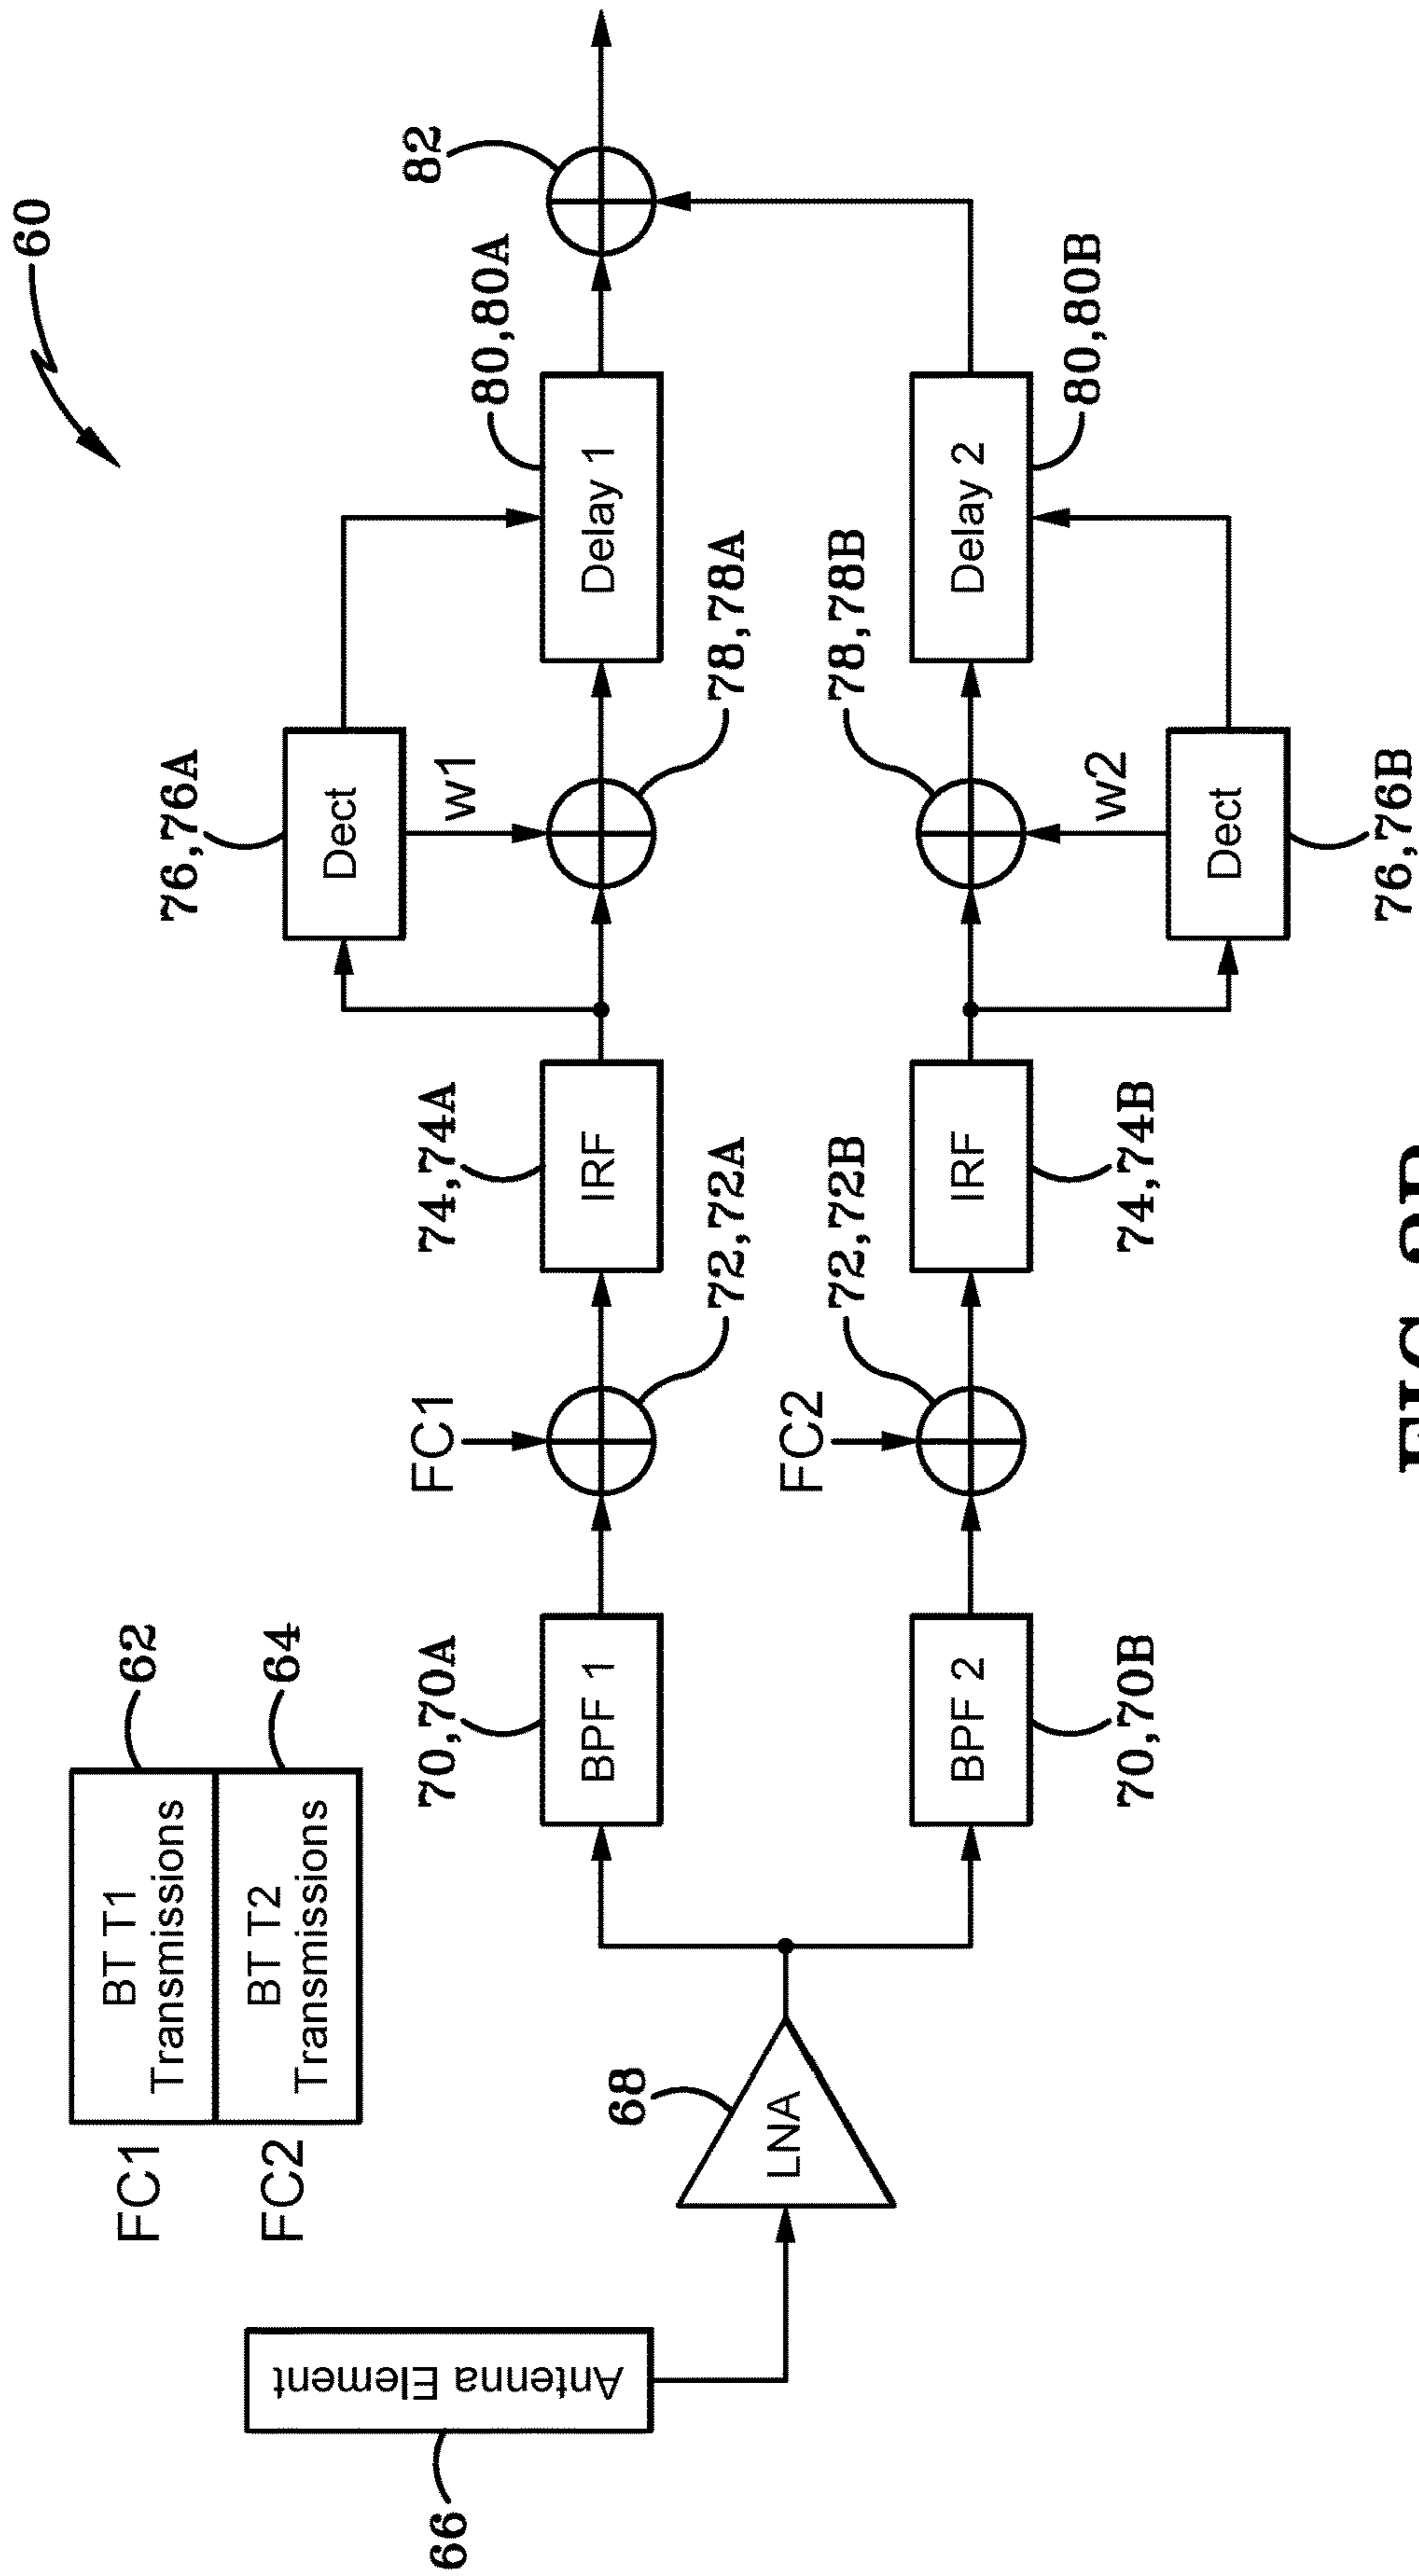 60
FC1
BT T1
Transmissions
62
FC2
BT T2
Transmissions
64
66
Antenna Element
68
LNA
70,70A
BPF 1
FC1
72,72A
74,74A
IRF
76,76A
Dect
w1
78,78A
80,80A
Delay 1
82
BPF 2
70,70B
FC2
72,72B
IRF
74,74B
78,78B
w2
Dect
76,76B
Delay 2
80,80B